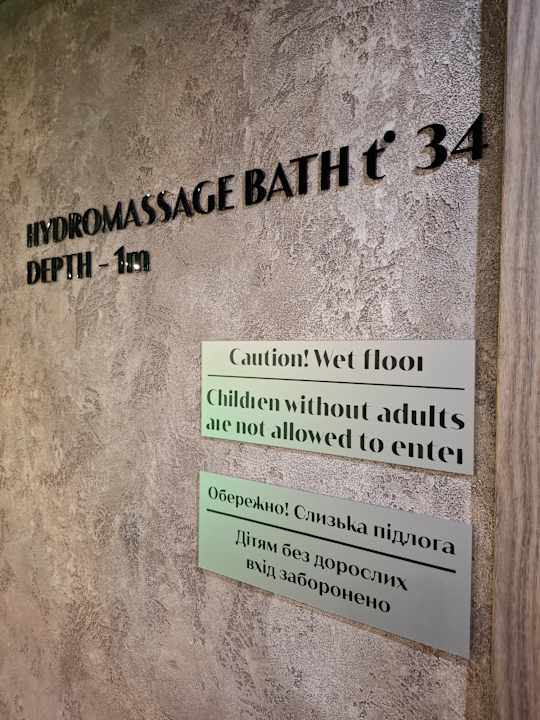 HYDROMASSAGE BATH t° 34
DEPTH - 1m
Caution! Wet floor
Children without adults
are not allowed to enter
Обережно! Слизька підлога
Дітям без дорослих
вхід заборонено